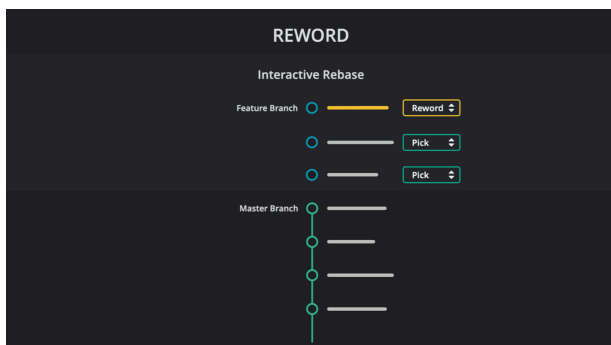 REWORD
Interactive Rebase
Feature Branch Reword
Pick
Pick
Master Branch